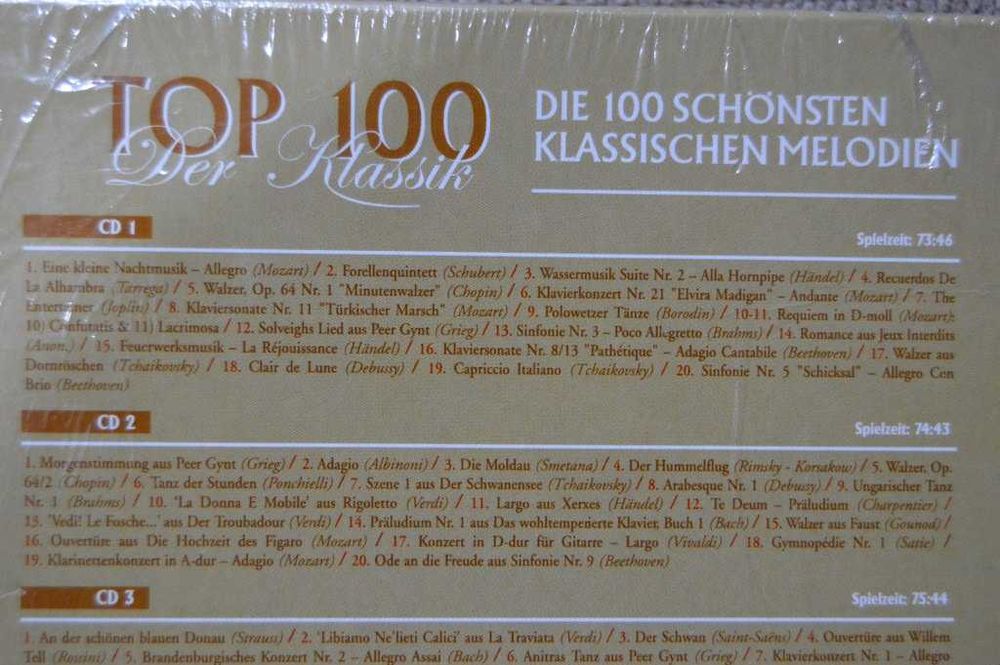 TOP 100
Der Klassik
DIE 100 SCHÖNSTEN
KLASSISCHEN MELODIEN
CD 1
Spielzeit: 73:46
1. Eine kleine Nachtmusik – Allegro (Mozart) / 2. Forellenquintett (Schubert) / 3. Wassermusik Suite Nr. 2 – Alla Hornpipe (Händel) / 4. Recuerdos De
La Alhambra (Tarrega) / 5. Walzer, Op. 64 Nr. 1 "Minutenwalzer" (Chopin) / 6. Klavierkonzert Nr. 21 "Elvira Madigan" – Andante (Mozart) / 7. The
Entertainer (Joplin) / 8. Klaviersonate Nr. 11 "Türkischer Marsch" (Mozart) / 9. Polowetzer Tänze (Borodin) / 10-11. Requiem in D-moll (Mozart):
10) Confutatis & 11) Lacrimosa / 12. Solveighs Lied aus Peer Gynt (Grieg) / 13. Sinfonie Nr. 3 – Poco Allegretto (Brahms) / 14. Romance aus Jeux Interdits
(Anon.) / 15. Feuerwerksmusik – La Réjouissance (Händel) / 16. Klaviersonate Nr. 8/13 "Pathétique" – Adagio Cantabile (Beethoven) / 17. Walzer aus
Dornröschen (Tchaikovsky) / 18. Clair de Lune (Debussy) / 19. Capriccio Italiano (Tchaikovsky) / 20. Sinfonie Nr. 5 "Schicksal" – Allegro Con
Brio (Beethoven)
CD 2
Spielzeit: 74:43
1. Morgenstimmung aus Peer Gynt (Grieg) / 2. Adagio (Albinoni) / 3. Die Moldau (Smetana) / 4. Der Hummelflug (Rimsky - Korsakow) / 5. Walzer, Op.
64/2 (Chopin) / 6. Tanz der Stunden (Ponchielli) / 7. Szene 1 aus Der Schwanensee (Tchaikovsky) / 8. Arabesque Nr. 1 (Debussy) / 9. Ungarischer Tanz
Nr. 1 (Brahms) / 10. 'La Donna E Mobile' aus Rigoletto (Verdi) / 11. Largo aus Xerxes (Händel) / 12. Te Deum – Präludium (Charpentier) /
13. 'Vedi! Le Fosche...' aus Der Troubadour (Verdi) / 14. Präludium Nr. 1 aus Das wohltemperierte Klavier, Buch 1 (Bach) / 15. Walzer aus Faust (Gounod) /
16. Ouvertüre aus Die Hochzeit des Figaro (Mozart) / 17. Konzert in D-dur für Gitarre – Largo (Vivaldi) / 18. Gymnopédie Nr. 1 (Satie) /
19. Klarinettenkonzert in A-dur – Adagio (Mozart) / 20. Ode an die Freude aus Sinfonie Nr. 9 (Beethoven)
CD 3
Spielzeit: 75:44
1. An der schönen blauen Donau (Strauss) / 2. 'Libiamo Ne'lieti Calici' aus La Traviata (Verdi) / 3. Der Schwan (Saint-Saëns) / 4. Ouvertüre aus Willem
Tell (Rossini) / 5. Brandenburgisches Konzert Nr. 2 – Allegro Assai (Bach) / 6. Anitras Tanz aus Peer Gynt (Grieg) / 7. Klavierkonzert Nr. 1 – Allegro